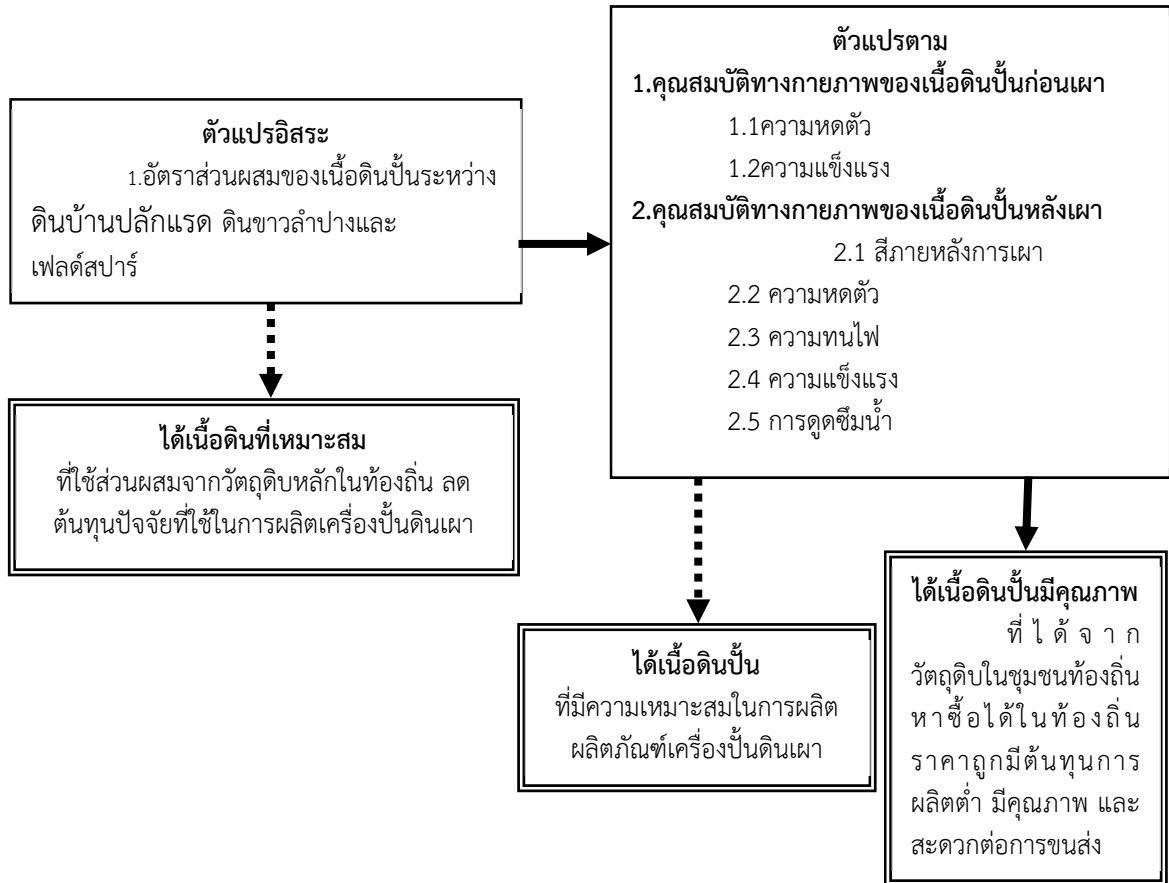 ตัวแปรอิสระ
1.อัตราส่วนผสมของเนื้อดินปั้นระหว่าง
ดินบ้านปลักแรด ดินขาวลำปางและ
เฟลด์สปาร์
ตัวแปรตาม
1.คุณสมบัติทางกายภาพของเนื้อดินปั้นก่อนเผา
1.1ความหดตัว
1.2ความแข็งแรง
2.คุณสมบัติทางกายภาพของเนื้อดินปั้นหลังเผา
2.1 สีภายหลังการเผา
2.2 ความหดตัว
2.3 ความทนไฟ
2.4 ความแข็งแรง
2.5 การดูดซึมน้ำ
ได้เนื้อดินที่เหมาะสม
ที่ใช้ส่วนผสมจากวัตถุดิบหลักในท้องถิ่น ลด
ต้นทุนปัจจัยที่ใช้ในการผลิตเครื่องปั้นดินเผา
ได้เนื้อดินปั้น
ที่มีความเหมาะสมในการผลิต
ผลิตภัณฑ์เครื่องปั้นดินเผา
ได้เนื้อดินปั้นมีคุณภาพ
ที่ได้จาก
วัตถุดิบในชุมชนท้องถิ่น
หาซื้อได้ในท้องถิ่น
ราคาถูกมีต้นทุนการ
ผลิตต่ำ มีคุณภาพ และ
สะดวกต่อการขนส่ง